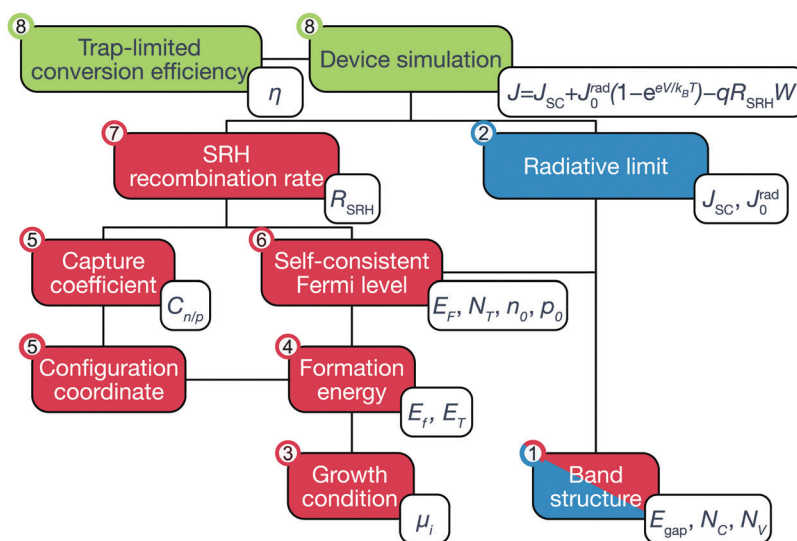 8
Trap-limited
conversion efficiency
η
8
Device simulation
J=J_SC+J_0^rad(1−e^eV/k_BT)−qR_SRHW
7
SRH
recombination rate
R_SRH
2
Radiative limit
J_SC, J_0^rad
5
Capture
coefficient
C_n/p
6
Self-consistent
Fermi level
E_F, N_T, n_0, p_0
5
Configuration
coordinate
4
Formation
energy
E_f, E_T
3
Growth
condition
μ_i
1
Band
structure
E_gap, N_C, N_V